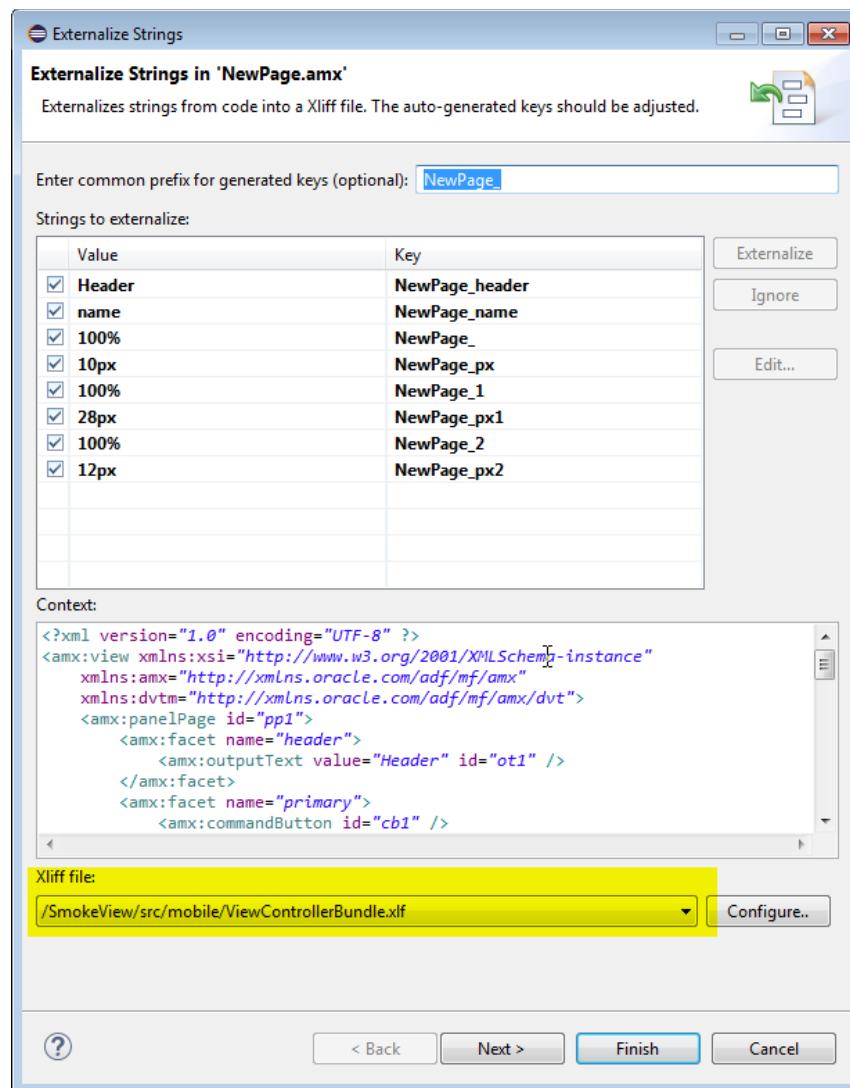 Externalize Strings
Externalize Strings in 'NewPage.amx'
Externalizes strings from code into a Xliff file. The auto-generated keys should be adjusted.
Enter common prefix for generated keys (optional): NewPage_
Strings to externalize:
Value Key Externalize
Header NewPage_header Ignore
name NewPage_name
100% NewPage_
10px NewPage_px Edit...
100% NewPage_1
28px NewPage_px1
100% NewPage_2
12px NewPage_px2
Context:
<?xml version="1.0" encoding="UTF-8" ?>
<amx:view xmlns:xsi="http://www.w3.org/2001/XMLSchema-instance"
xmlns:amx="http://xmlns.oracle.com/adf/mf/amx"
xmlns:dvtm="http://xmlns.oracle.com/adf/mf/amx/dvt">
<amx:panelPage id="pp1">
<amx:facet name="header">
<amx:outputText value="Header" id="ot1" />
</amx:facet>
<amx:facet name="primary">
<amx:commandButton id="cb1" />
Xliff file:
/SmokeView/src/mobile/ViewControllerBundle.xlf Configure..
? < Back Next > Finish Cancel